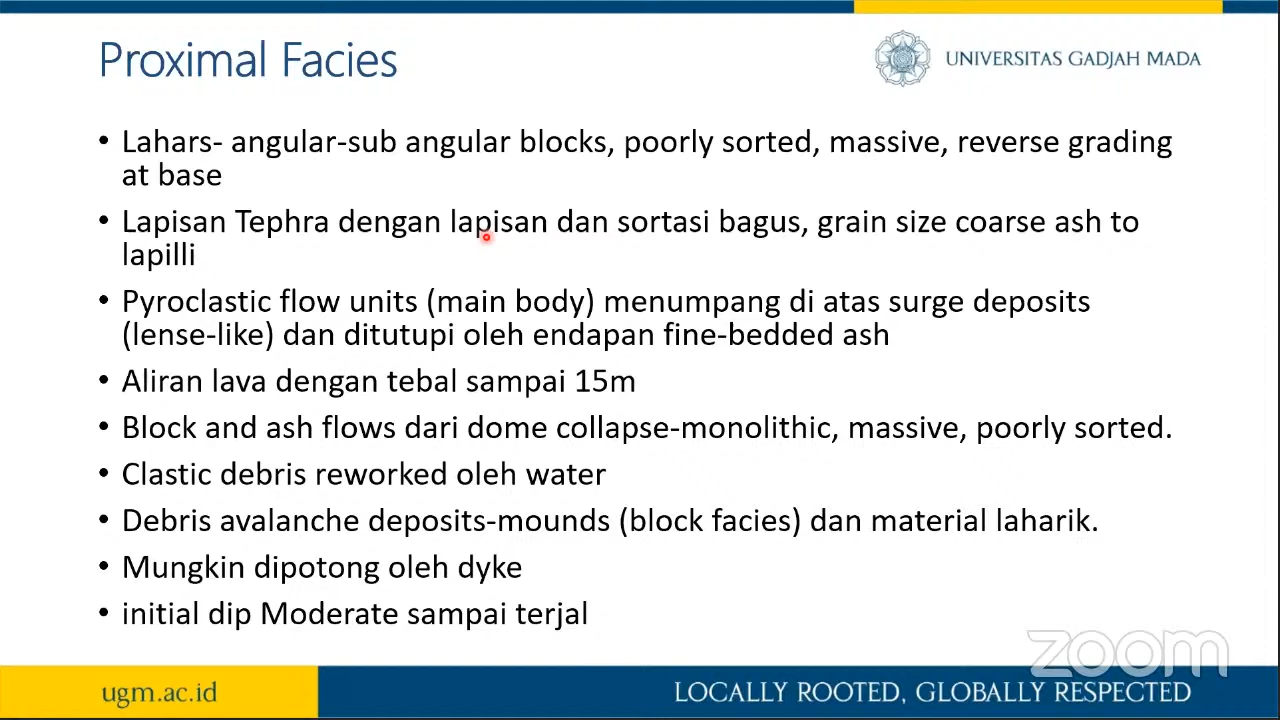 Proximal Facies
UNIVERSITAS GADJAH MADA
• Lahars- angular-sub angular blocks, poorly sorted, massive, reverse grading
at base
• Lapisan Tephra dengan lapisan dan sortasi bagus, grain size coarse ash to
lapilli
• Pyroclastic flow units (main body) menumpang di atas surge deposits
(lense-like) dan ditutupi oleh endapan fine-bedded ash
• Aliran lava dengan tebal sampai 15m
• Block and ash flows dari dome collapse-monolithic, massive, poorly sorted.
• Clastic debris reworked oleh water
• Debris avalanche deposits-mounds (block facies) dan material laharik.
• Mungkin dipotong oleh dyke
• initial dip Moderate sampai terjal
zoom
ugm.ac.id
LOCALLY ROOTED, GLOBALLY RESPECTED